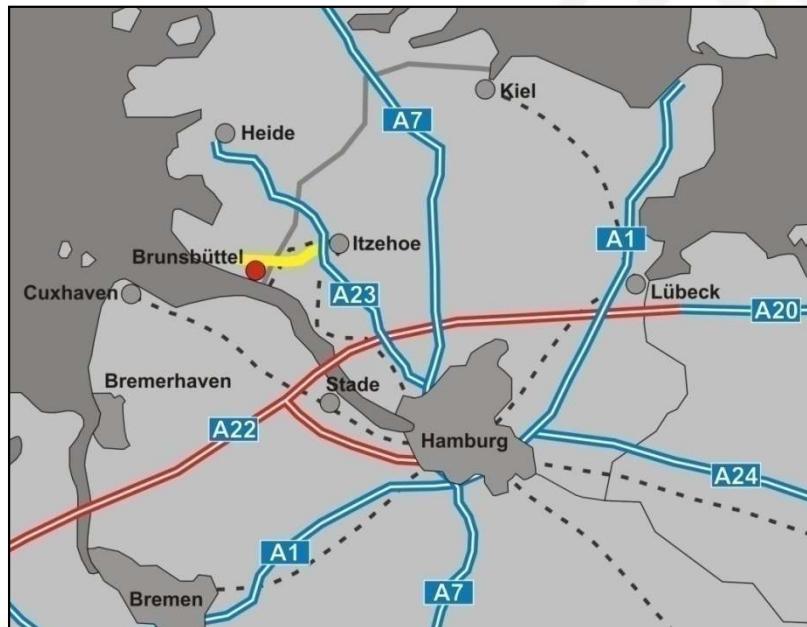 Kiel
A7
Heide
Itzehoe
A1
Brunsbüttel
Cuxhaven
A23
Lübeck
A20
Bremerhaven
Stade
A22
Hamburg
A24
A1
A7
Bremen